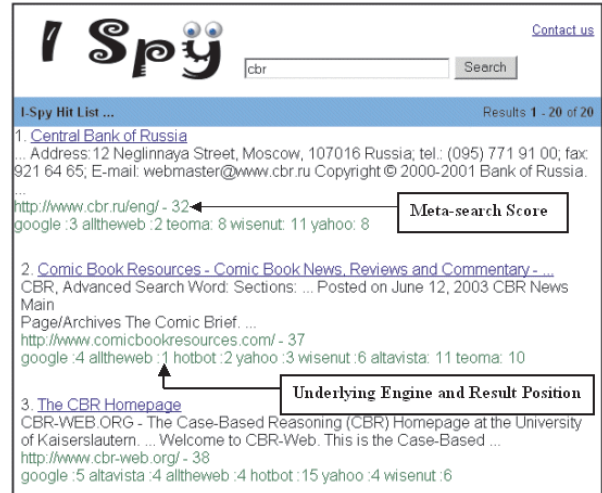 I Spy
Contact us
cbr Search
I-Spy Hit List ... Results 1 - 20 of 20
1. Central Bank of Russia
... Address:12 Neglinnaya Street, Moscow, 107016 Russia; tel.: (095) 771 91 00; fax:
921 64 65; E-mail: webmaster@www.cbr.ru Copyright © 2000-2001 Bank of Russia.
...
http://www.cbr.ru/eng/ - 32
Meta-search Score
google :3 alltheweb :2 teoma: 8 wisenut: 11 yahoo: 8
2. Comic Book Resources - Comic Book News, Reviews and Commentary - ...
CBR, Advanced Search Word: Sections: ... Posted on June 12, 2003 CBR News
Main
Page/Archives The Comic Brief. ...
http://www.comicbookresources.com/ - 37
google :4 alltheweb :1 hotbot :2 yahoo :3 wisenut :6 altavista: 11 teoma: 10
Underlying Engine and Result Position
3. The CBR Homepage
CBR-WEB.ORG - The Case-Based Reasoning (CBR) Homepage at the University
of Kaiserslautern. ... Welcome to CBR-Web. This is the Case-Based ...
http://www.cbr-web.org/ - 38
google :5 altavista :4 alltheweb :4 hotbot :15 yahoo :4 wisenut :6